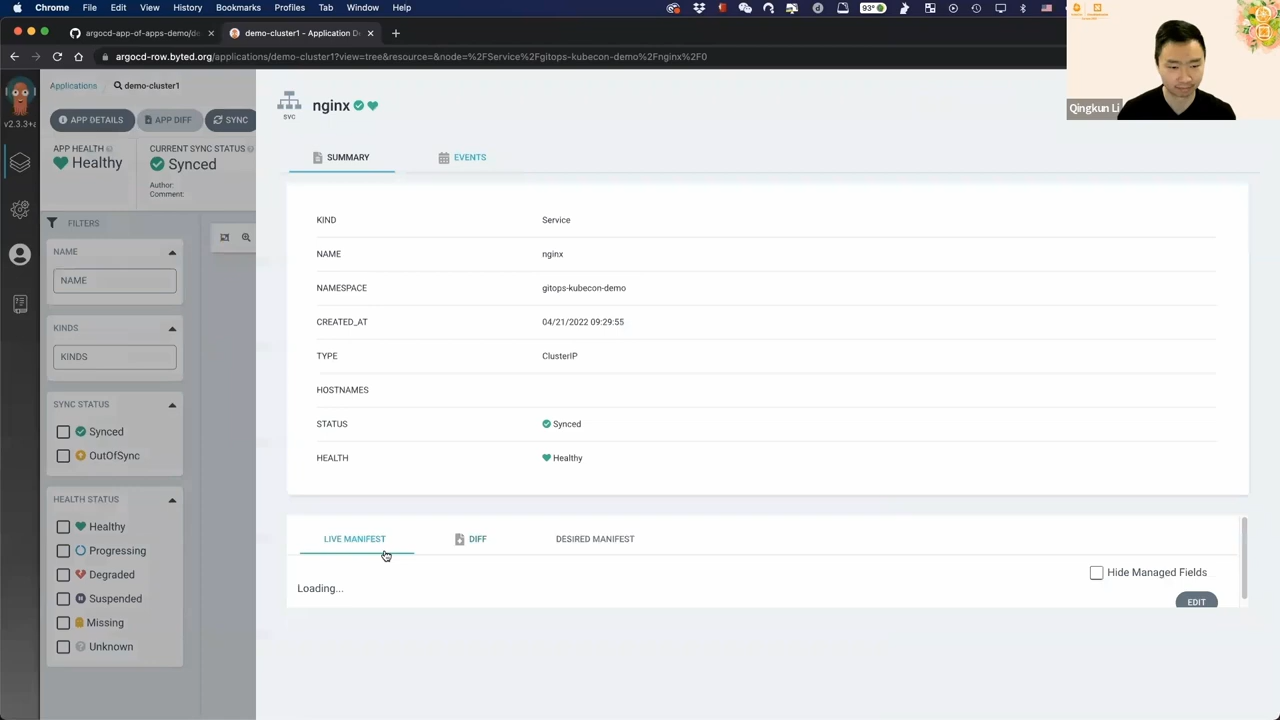 Chrome File Edit View History Bookmarks Profiles Tab Window Help 93°
argocd-app-of-apps-demo/de × demo-cluster1 - Application De × +
argocd-row.byted.org/applications/demo-cluster1?view=tree&resource=&node=%2FService%2Fgitops-kubecon-demo%2Fnginx%2F0
Qingkun Li
v2.3.3+a
Applications demo-cluster1
APP DETAILS APP DIFF SYNC
APP HEALTH CURRENT SYNC STATUS
Healthy Synced
Author:
Comment:
FILTERS
NAME
NAME
KINDS
KINDS
SYNC STATUS
Synced
OutOfSync
HEALTH STATUS
Healthy
Progressing
Degraded
Suspended
Missing
Unknown
nginx
svc
SUMMARY EVENTS
KIND Service
NAME nginx
NAMESPACE gitops-kubecon-demo
CREATED_AT 04/21/2022 09:29:55
TYPE ClusterIP
HOSTNAMES
STATUS Synced
HEALTH Healthy
LIVE MANIFEST DIFF DESIRED MANIFEST
Hide Managed Fields
Loading...
EDIT